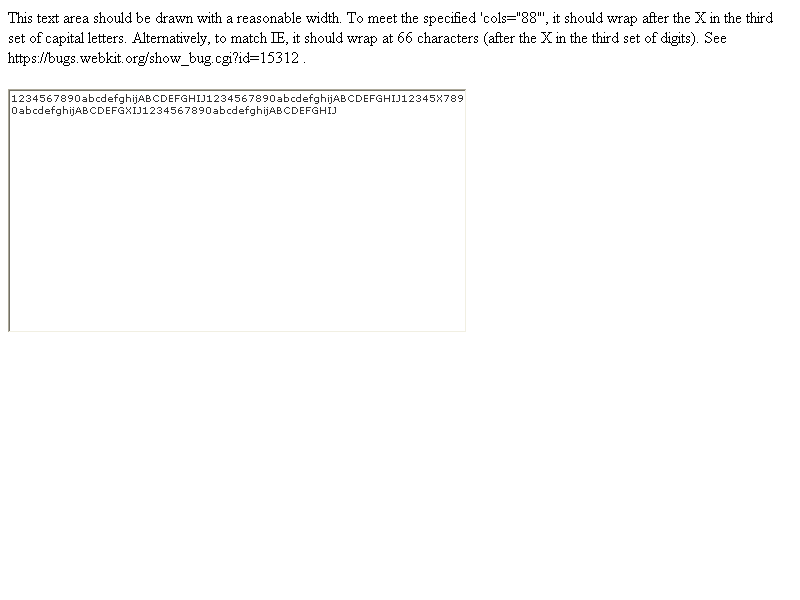 This text area should be drawn with a reasonable width. To meet the specified 'cols="88"', it should wrap after the X in the third
set of capital letters. Alternatively, to match IE, it should wrap at 66 characters (after the X in the third set of digits). See
https://bugs.webkit.org/show_bug.cgi?id=15312 .
1234567890abcdefghijABCDEFGHIJ1234567890abcdefghijABCDEFGHIJ12345X789
0abcdefghijABCDEFGXIJ1234567890abcdefghijABCDEFGHIJ